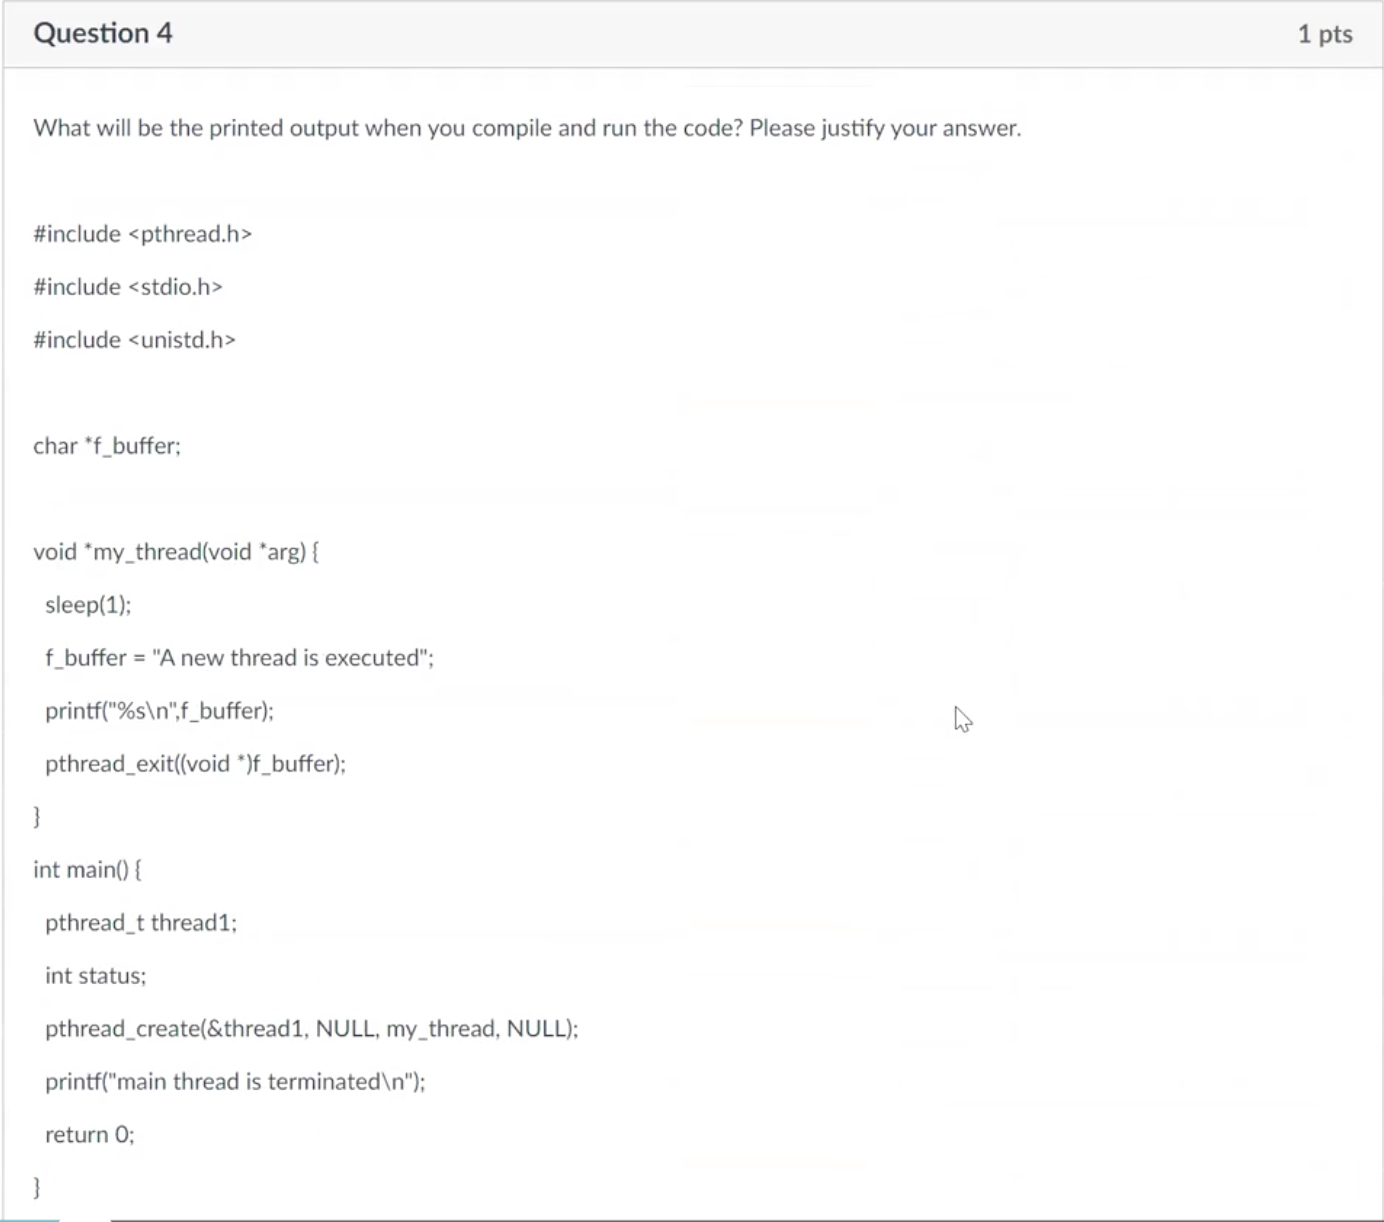 Question 4
1 pts
What will be the printed output when you compile and run the code? Please justify your answer.
#include <pthread.h>
#include <stdio.h>
#include <unistd.h>
char *f_buffer;
void *my_thread(void *arg) {
sleep(1);
f_buffer = "A new thread is executed";
printf("%s\n",f_buffer);
pthread_exit((void *)f_buffer);
}
int main() {
pthread_t thread1;
int status;
pthread_create(&thread1, NULL, my_thread, NULL);
printf("main thread is terminated\n");
return 0;
}